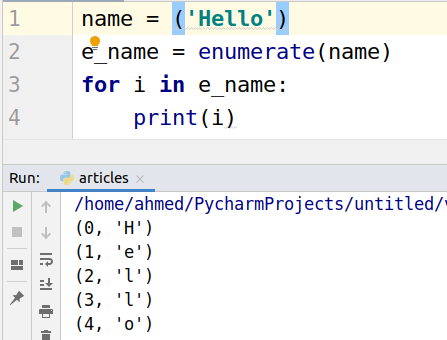 1 name = ('Hello')
2 e_name = enumerate(name)
3 for i in e_name:
4 print(i)
Run: articles ×
/home/ahmed/PycharmProjects/untitled/
(0, 'H')
(1, 'e')
(2, 'l')
(3, 'l')
(4, 'o')